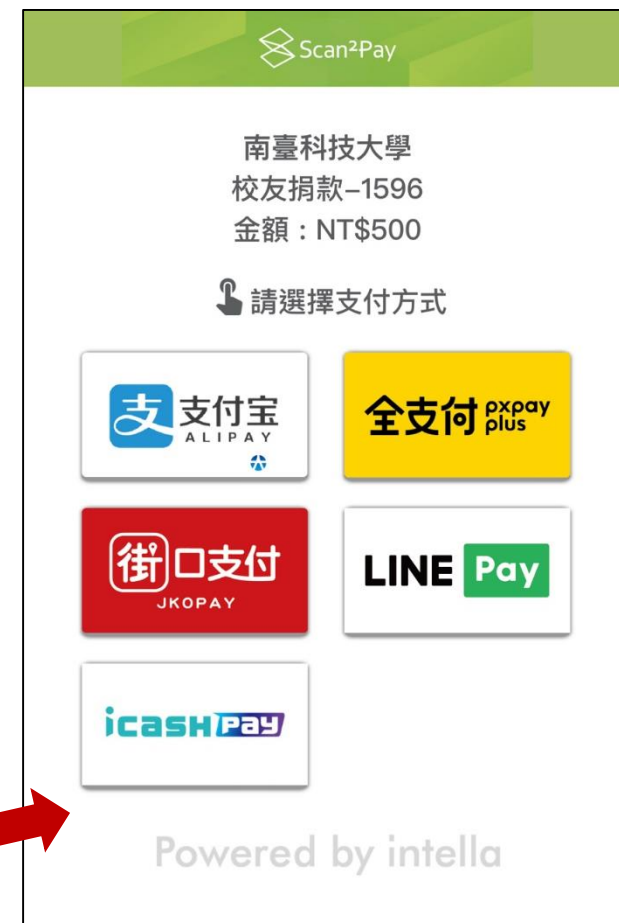 Scan²Pay
南臺科技大學
校友捐款-1596
金額：NT$500
請選擇支付方式
支 支付宝
ALIPAY
全支付 pxpay plus
街口支付
JKOPAY
LINE Pay
icash Pay
Powered by intella